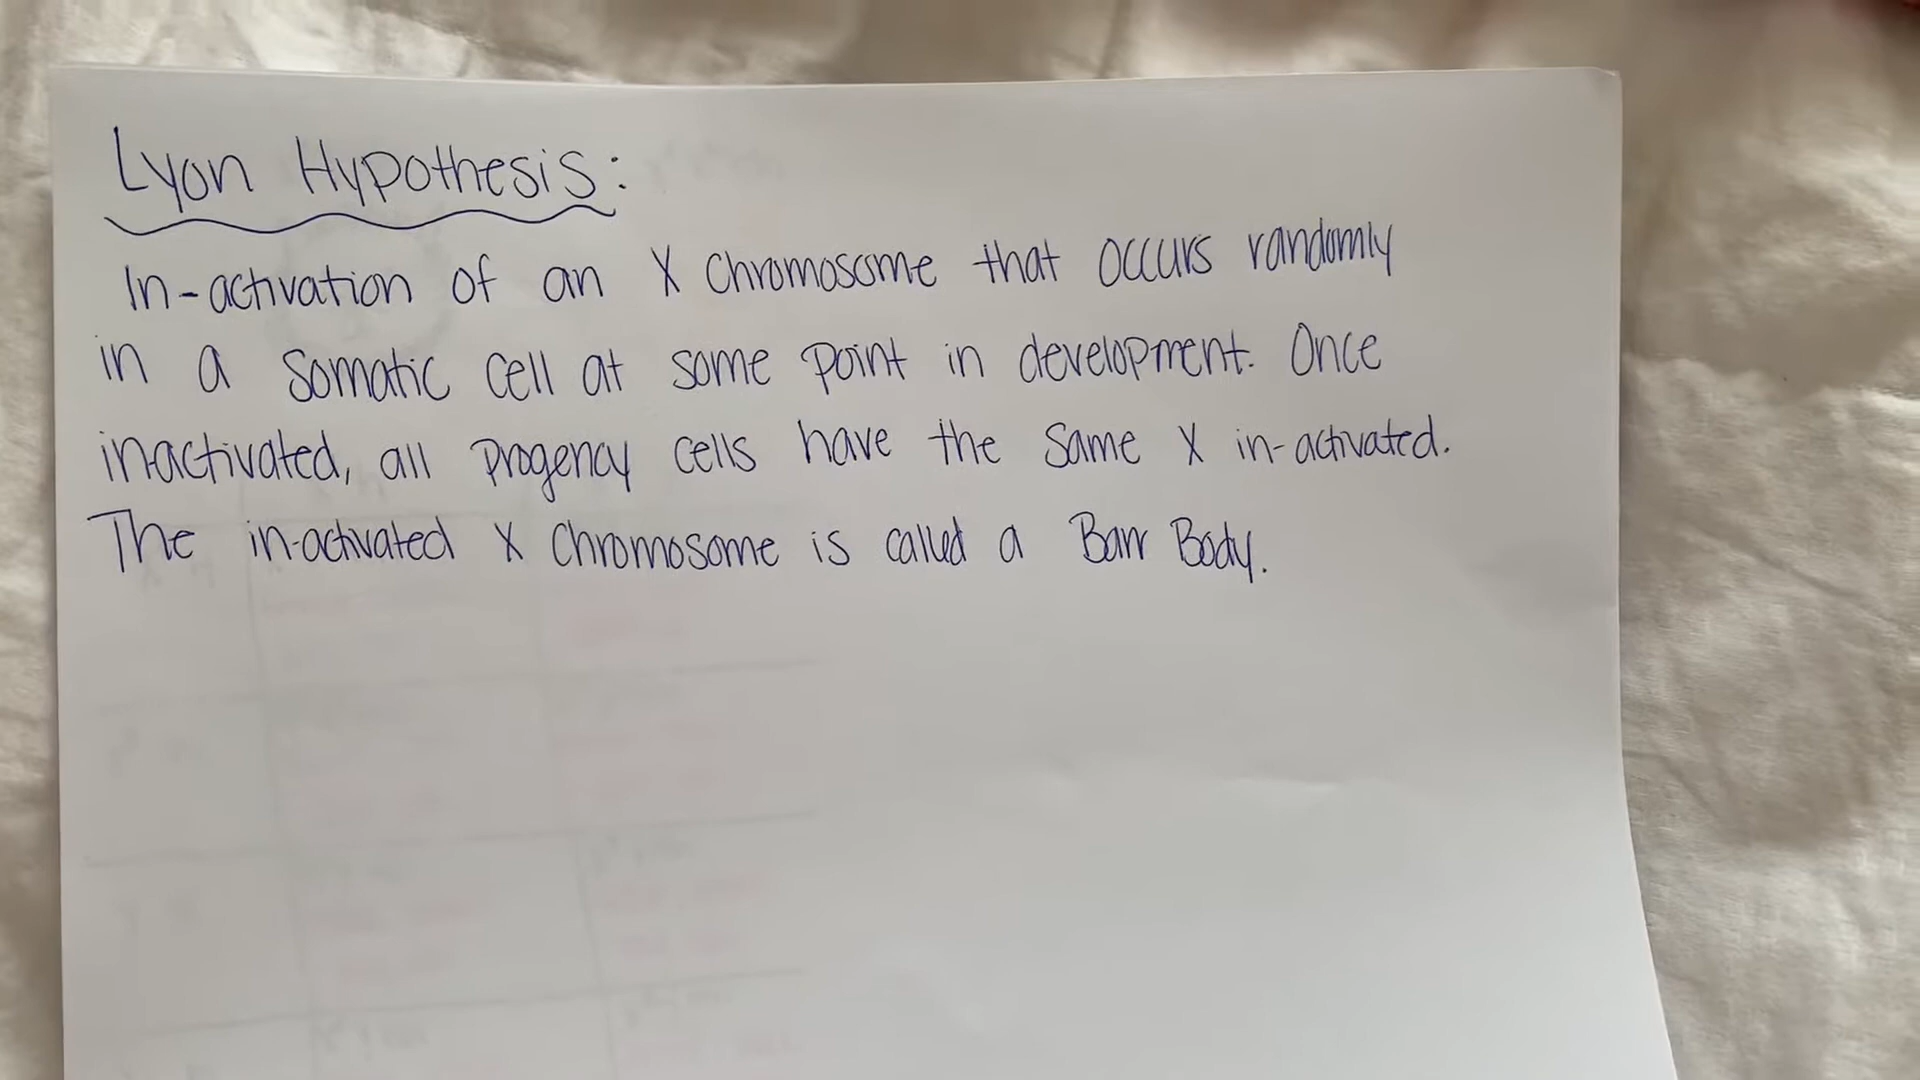 Lyon Hypothesis:
In-activation of an X Chromosome that occurs randomly
in a Somatic cell at some point in development. Once
inactivated, all progency cells have the same X in-activated.
The in-activated X Chromosome is called a Barr Body.